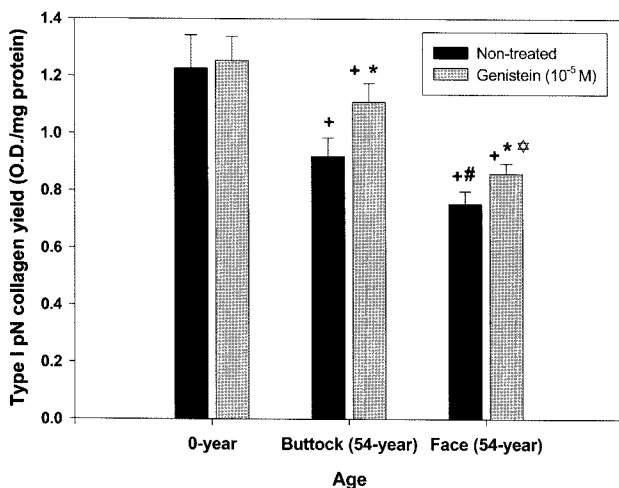 Type I pN collagen yield (O.D./mg protein)
1.4
1.2
1.0
0.8
0.6
0.4
0.2
0.0
Non-treated
Genistein (10⁻⁵ M)
+ *
+
+ * ✡
+#
0-year
Buttock (54-year)
Face (54-year)
Age